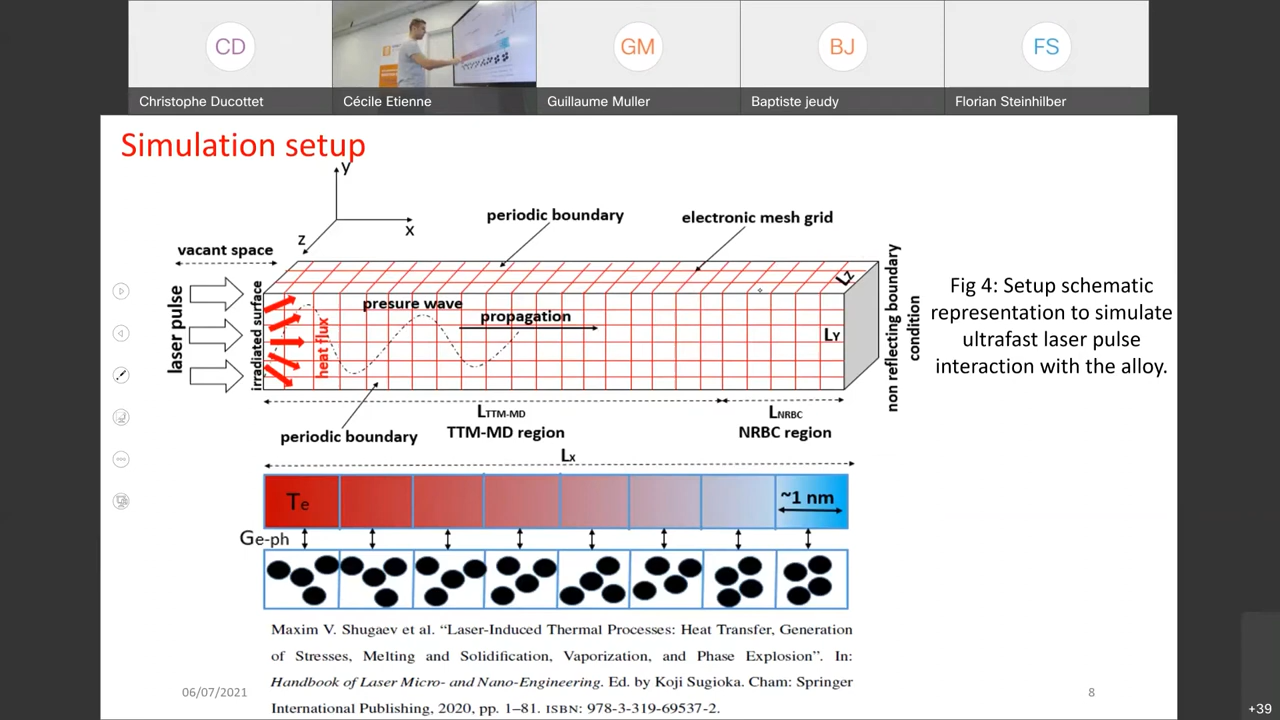 CD
GM
BJ
FS
Christophe Ducottet
Cécile Etienne
Guillaume Muller
Baptiste jeudy
Florian Steinhilber
Simulation setup
y
x
z
periodic boundary
electronic mesh grid
vacant space
laser pulse
irradiated surface
heat flux
presure wave
propagation
Lz
LY
non reflecting boundary
condition
Fig 4: Setup schematic
representation to simulate
ultrafast laser pulse
interaction with the alloy.
periodic boundary
LTTM-MD
TTM-MD region
LNRBC
NRBC region
Lx
Te
~1 nm
Ge-ph
Maxim V. Shugaev et al. “Laser-Induced Thermal Processes: Heat Transfer, Generation
of Stresses, Melting and Solidification, Vaporization, and Phase Explosion”. In:
Handbook of Laser Micro- and Nano-Engineering. Ed. by Koji Sugioka. Cham: Springer
International Publishing, 2020, pp. 1–81. ISBN: 978-3-319-69537-2.
06/07/2021
8
+39